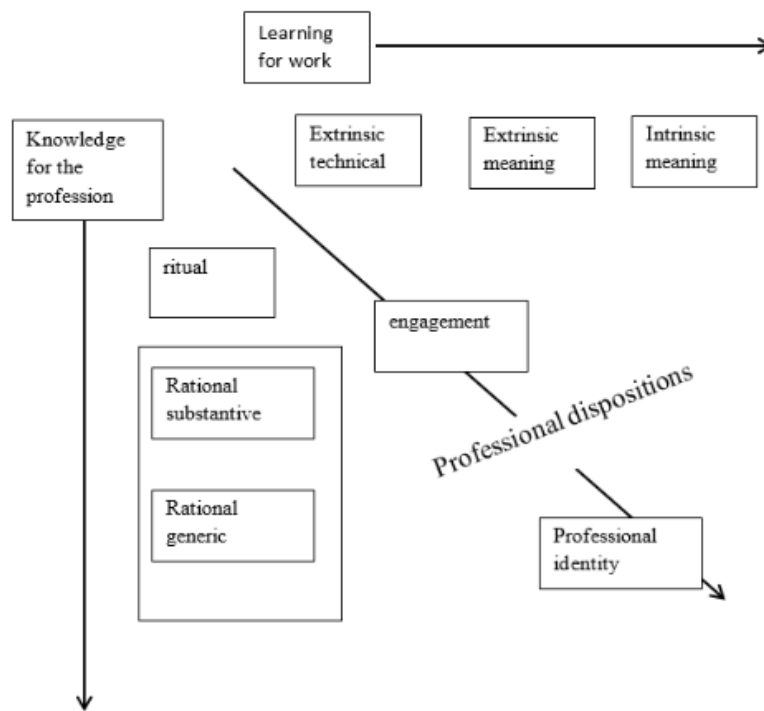 Learning
for work
Knowledge
for the
profession
Extrinsic
technical
Extrinsic
meaning
Intrinsic
meaning
ritual
engagement
Rational
substantive
Professional dispositions
Rational
generic
Professional
identity